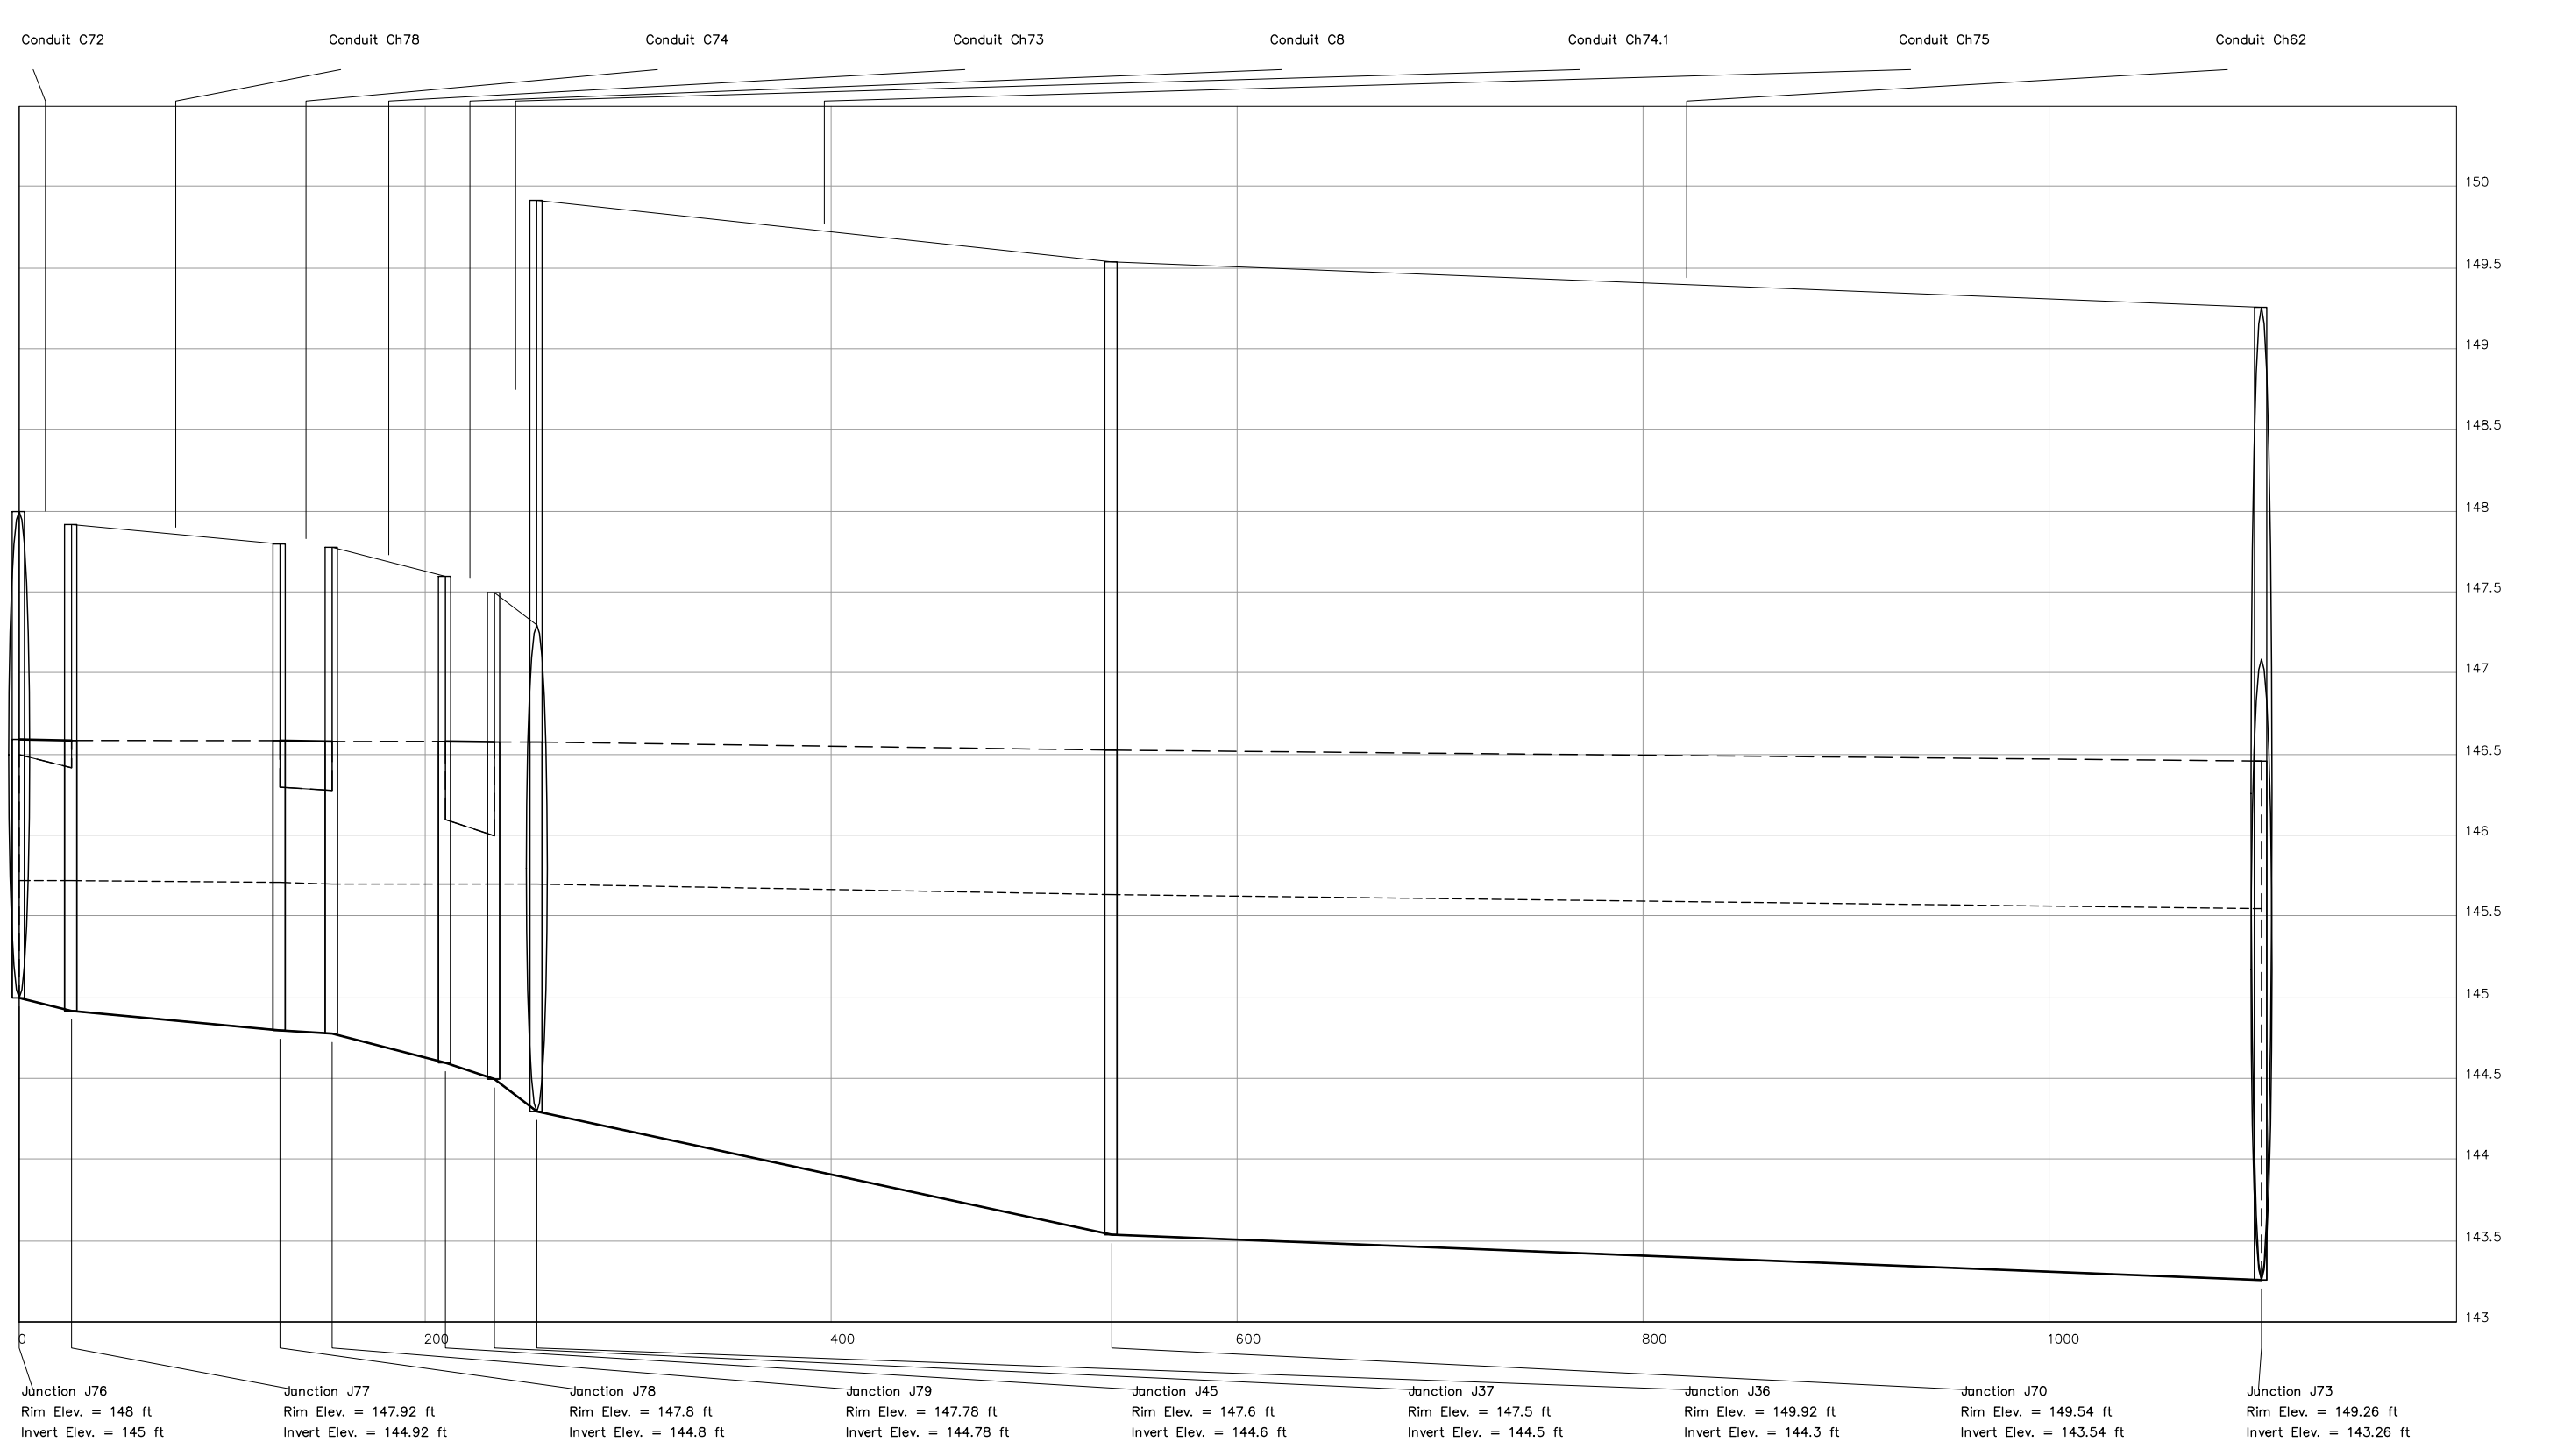 Conduit C72
Conduit Ch78
Conduit C74
Conduit Ch73
Conduit C8
Conduit Ch74.1
Conduit Ch75
Conduit Ch62
150
149.5
149
148.5
148
147.5
147
146.5
146
145.5
145
144.5
144
143.5
143
0
200
400
600
800
1000
Junction J76
Rim Elev. = 148 ft
Invert Elev. = 145 ft
Junction J77
Rim Elev. = 147.92 ft
Invert Elev. = 144.92 ft
Junction J78
Rim Elev. = 147.8 ft
Invert Elev. = 144.8 ft
Junction J79
Rim Elev. = 147.78 ft
Invert Elev. = 144.78 ft
Junction J45
Rim Elev. = 147.6 ft
Invert Elev. = 144.6 ft
Junction J37
Rim Elev. = 147.5 ft
Invert Elev. = 144.5 ft
Junction J36
Rim Elev. = 149.92 ft
Invert Elev. = 144.3 ft
Junction J70
Rim Elev. = 149.54 ft
Invert Elev. = 143.54 ft
Junction J73
Rim Elev. = 149.26 ft
Invert Elev. = 143.26 ft